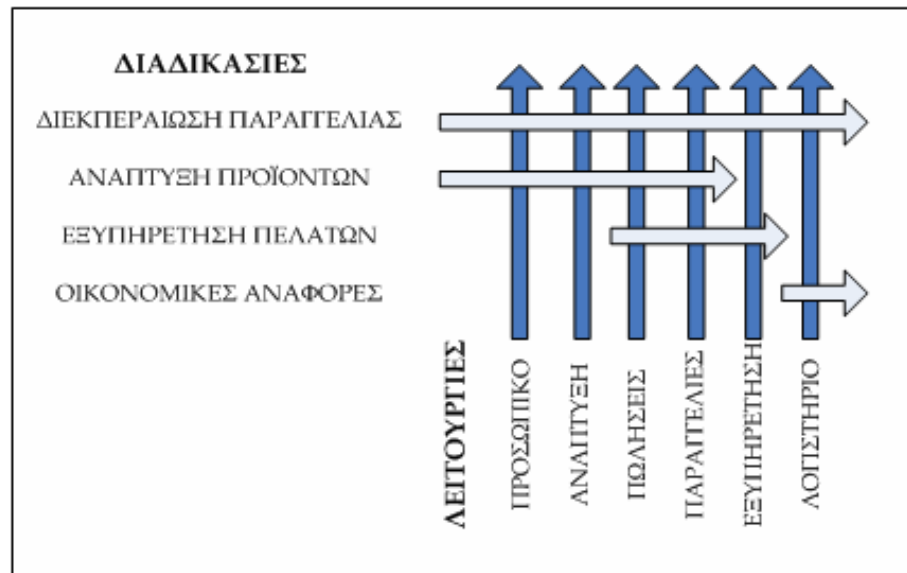 ΔΙΑΔΙΚΑΣΙΕΣ
ΔΙΕΚΠΕΡΑΙΩΣΗ ΠΑΡΑΓΓΕΛΙΑΣ
ΑΝΑΠΤΥΞΗ ΠΡΟΪΟΝΤΩΝ
ΕΞΥΠΗΡΕΤΗΣΗ ΠΕΛΑΤΩΝ
ΟΙΚΟΝΟΜΙΚΕΣ ΑΝΑΦΟΡΕΣ
ΛΕΙΤΟΥΡΓΙΕΣ
ΠΡΟΣΩΠΙΚΟ
ΑΝΑΠΤΥΞΗ
ΠΩΛΗΣΕΙΣ
ΠΑΡΑΓΓΕΛΙΕΣ
ΕΞΥΠΗΡΕΤΗΣΗ
ΛΟΓΙΣΤΗΡΙΟ